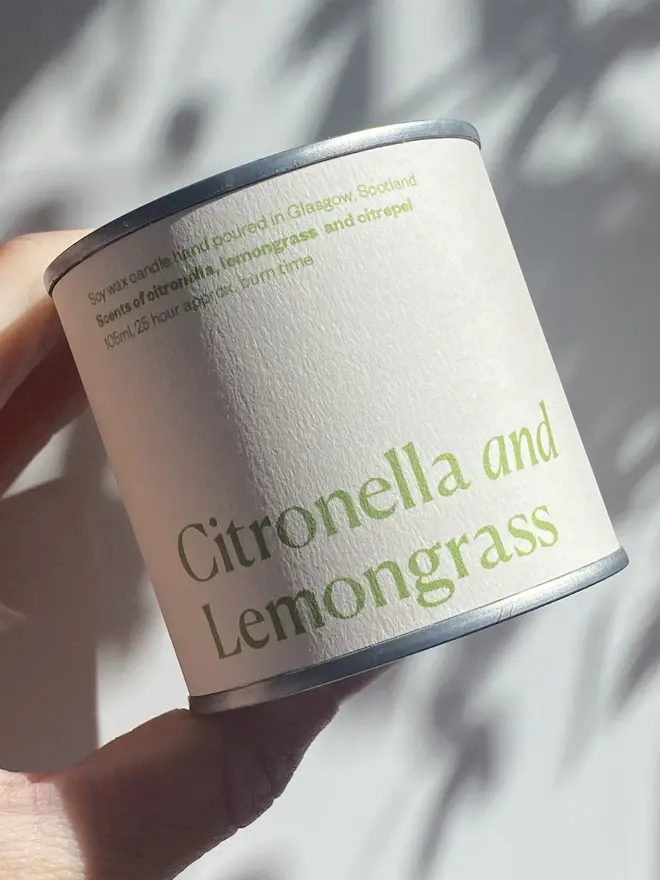 Soy wax candle hand poured in Glasgow, Scotland
Scents of citronella, lemongrass and citrepel
105ml, 25 hour approx. burn time
Citronella and
Lemongrass